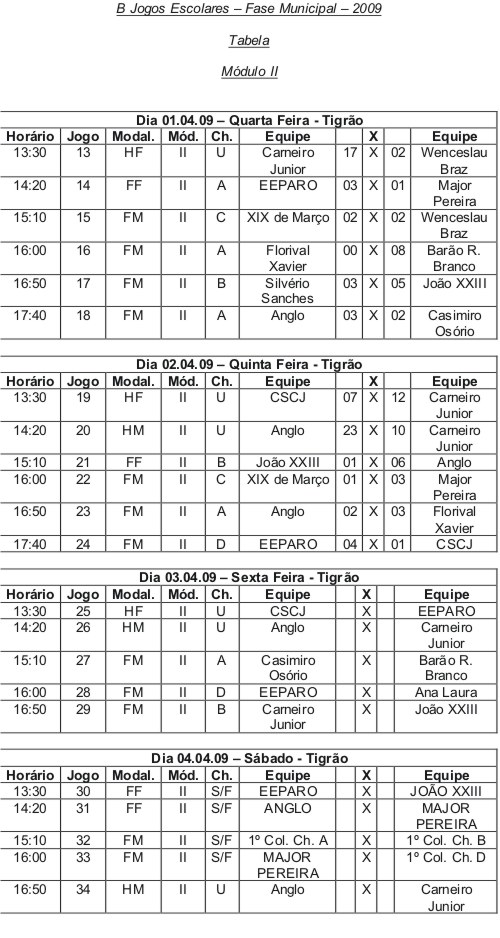 B Jogos Escolares – Fase Municipal – 2009
Tabela
Módulo II
Dia 01.04.09 – Quarta Feira - Tigrão
Horário Jogo Modal. Mód. Ch. Equipe X Equipe
13:30 13 HF II U Carneiro 17 X 02 Wenceslau
Junior Braz
14:20 14 FF II A EEPARO 03 X 01 Major
Pereira
15:10 15 FM II C XIX de Março 02 X 02 Wenceslau
Braz
16:00 16 FM II A Florival 00 X 08 Barão R.
Xavier Branco
16:50 17 FM II B Silvério 03 X 05 João XXIII
Sanches
17:40 18 FM II A Anglo 03 X 02 Casimiro
Osório
Dia 02.04.09 – Quinta Feira - Tigrão
Horário Jogo Modal. Mód. Ch. Equipe X Equipe
13:30 19 HF II U CSCJ 07 X 12 Carneiro
Junior
14:20 20 HM II U Anglo 23 X 10 Carneiro
Junior
15:10 21 FF II B João XXIII 01 X 06 Anglo
16:00 22 FM II C XIX de Março 01 X 03 Major
Pereira
16:50 23 FM II A Anglo 02 X 03 Florival
Xavier
17:40 24 FM II D EEPARO 04 X 01 CSCJ
Dia 03.04.09 – Sexta Feira - Tigrão
Horário Jogo Modal. Mód. Ch. Equipe X Equipe
13:30 25 HF II U CSCJ X EEPARO
14:20 26 HM II U Anglo X Carneiro
Junior
15:10 27 FM II A Casimiro X Barão R.
Osório Branco
16:00 28 FM II D EEPARO X Ana Laura
16:50 29 FM II B Carneiro X João XXIII
Junior
Dia 04.04.09 – Sábado - Tigrão
Horário Jogo Modal. Mód. Ch. Equipe X Equipe
13:30 30 FF II S/F EEPARO X JOÃO XXIII
14:20 31 FF II S/F ANGLO X MAJOR
PEREIRA
15:10 32 FM II S/F 1º Col. Ch. A X 1º Col. Ch. B
16:00 33 FM II S/F MAJOR X 1º Col. Ch. D
PEREIRA
16:50 34 HM II U Anglo X Carneiro
Junior